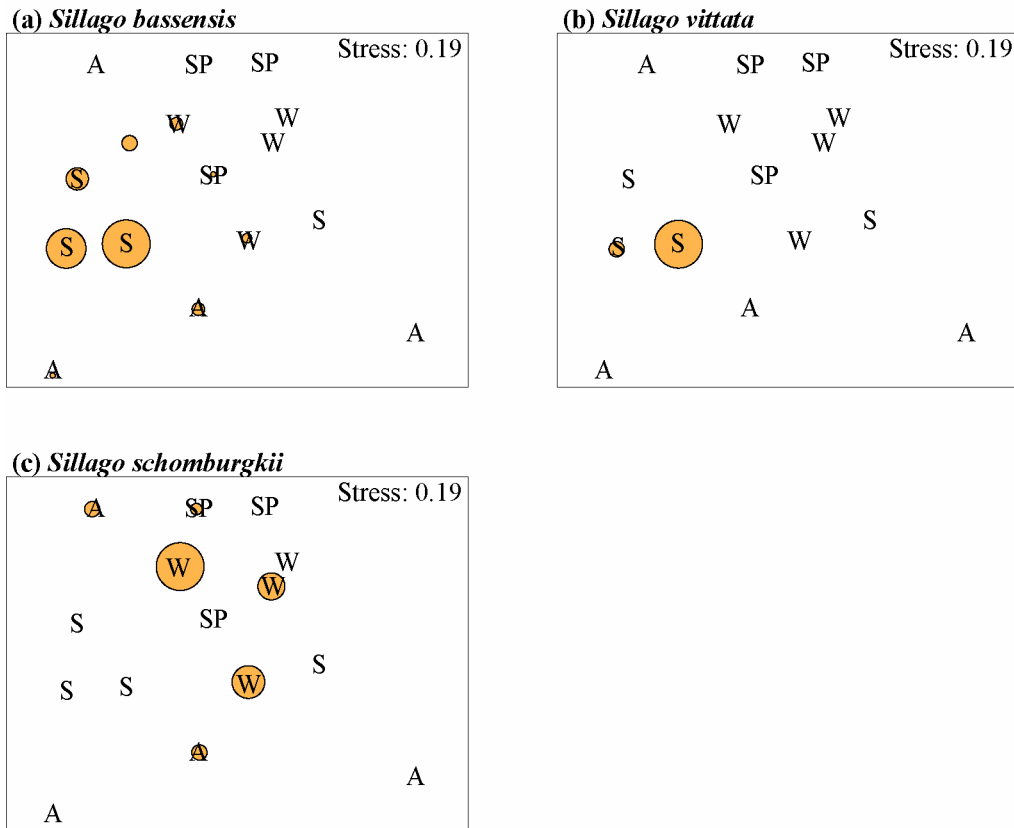 (a) Sillago bassensis
Stress: 0.19
A SP SP
W W
W
S SP
S
S S W
A
A
A
(b) Sillago vittata
Stress: 0.19
A SP SP
W W
W
S SP
S
S S W
A
A
A
(c) Sillago schomburgkii
Stress: 0.19
A SP SP
W W
W
S SP
S
S S W
A
A
A